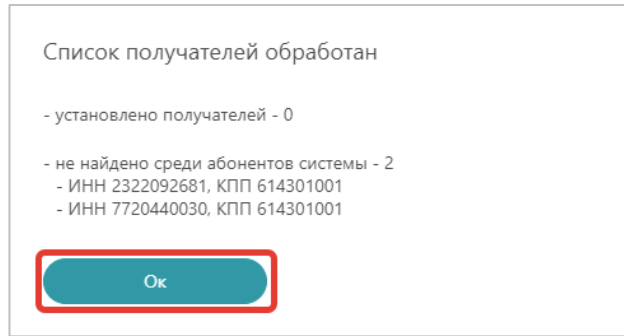 Список получателей обработан
- установлено получателей - 0
- не найдено среди абонентов системы - 2
- ИНН 2322092681, КПП 614301001
- ИНН 7720440030, КПП 614301001
Ок